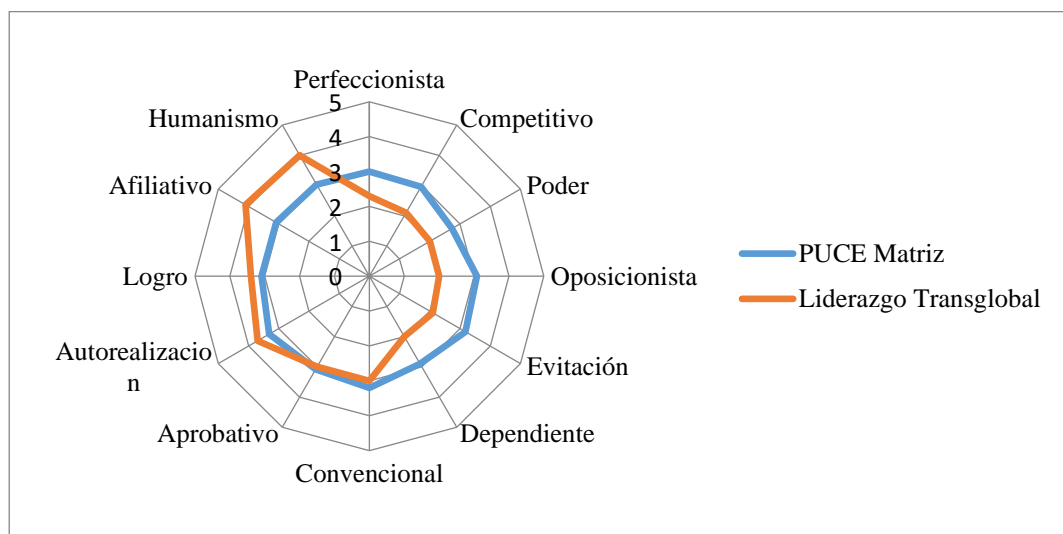 Perfeccionista
Competitivo
Poder
Oposicionista
Evitación
Dependiente
Convencional
Aprobativo
Autorealizacio
n
Logro
Afiliativo
Humanismo
5
4
3
2
1
0
PUCE Matriz
Liderazgo Transglobal